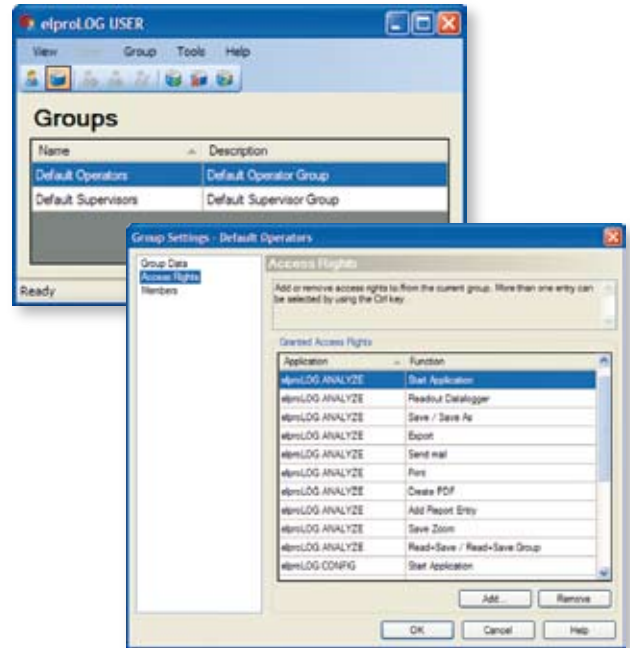 elproLOG USER
View Group Tools Help
Groups
Name Description
Default Operators Default Operator Group
Default Supervisors Default Supervisor Group
Ready
Group Settings - Default Operators
Group Data
Access Rights
Members
Access Rights
Add or remove access rights to/from the current group. More than one entry can
be selected by using the Ctrl key.
Granted Access Rights
Application Function
elproLOG ANALYZE Start Application
elproLOG ANALYZE Readout Datalogger
elproLOG ANALYZE Save / Save As
elproLOG ANALYZE Export
elproLOG ANALYZE Send mail
elproLOG ANALYZE Print
elproLOG ANALYZE Create PDF
elproLOG ANALYZE Add Report Entry
elproLOG ANALYZE Save Zoom
elproLOG ANALYZE Read+Save / Read+Save Group
elproLOG CONFIG Start Application
Add... Remove
OK Cancel Help